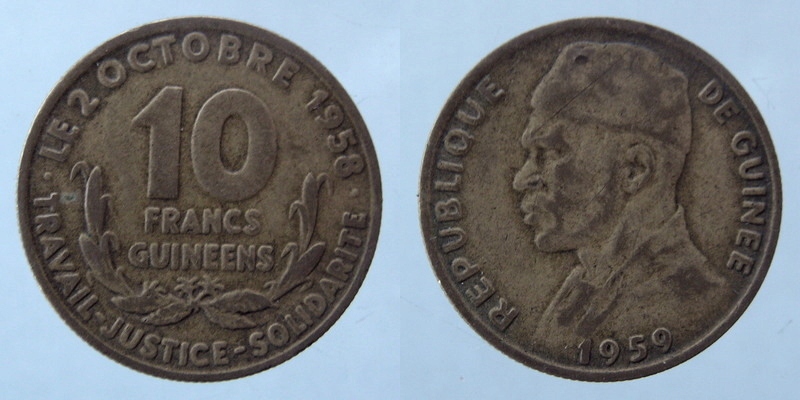 · LE 2 OCTOBRE 1958 ·
10
FRANCS
GUINEENS
TRAVAIL-JUSTICE-SOLIDARITE
REPUBLIQUE DE GUINEE
1959